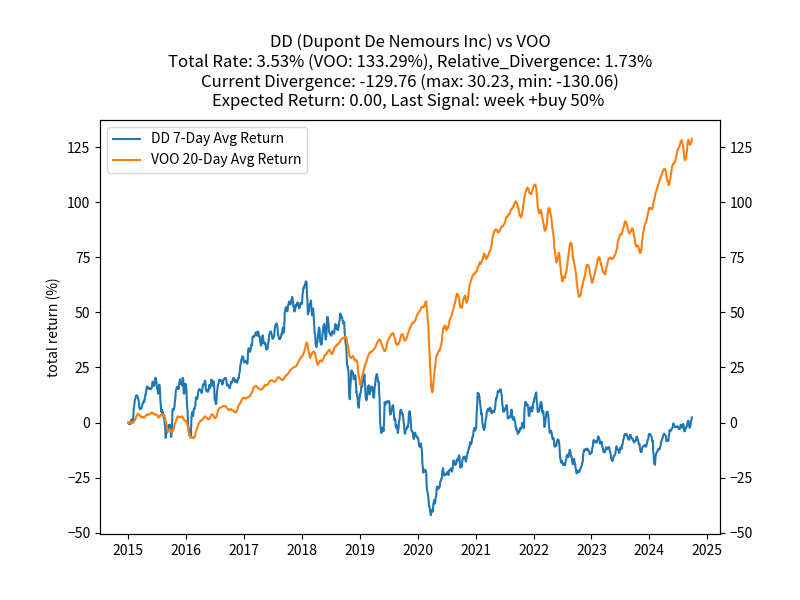 DD (Dupont De Nemours Inc) vs VOO
Total Rate: 3.53% (VOO: 133.29%), Relative_Divergence: 1.73%
Current Divergence: -129.76 (max: 30.23, min: -130.06)
Expected Return: 0.00, Last Signal: week +buy 50%
DD 7-Day Avg Return
VOO 20-Day Avg Return
total return (%)
125
100
75
50
25
0
−25
−50
125
100
75
50
25
0
−25
−50
2015 2016 2017 2018 2019 2020 2021 2022 2023 2024 2025